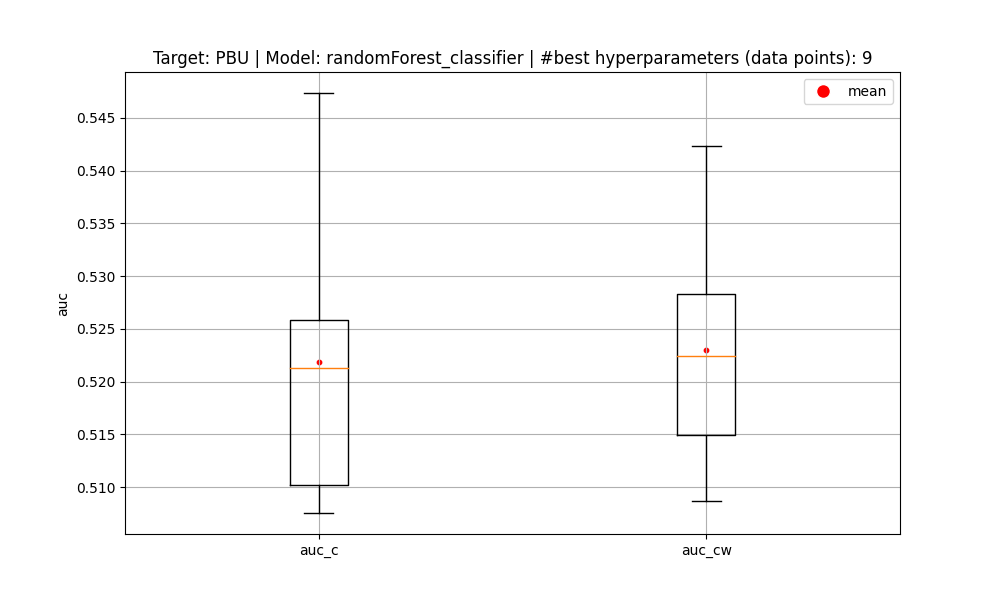 Target: PBU | Model: randomForest_classifier | #best hyperparameters (data points): 9
mean
0.545
0.540
0.535
0.530
0.525
0.520
0.515
0.510
auc
auc_c
auc_cw